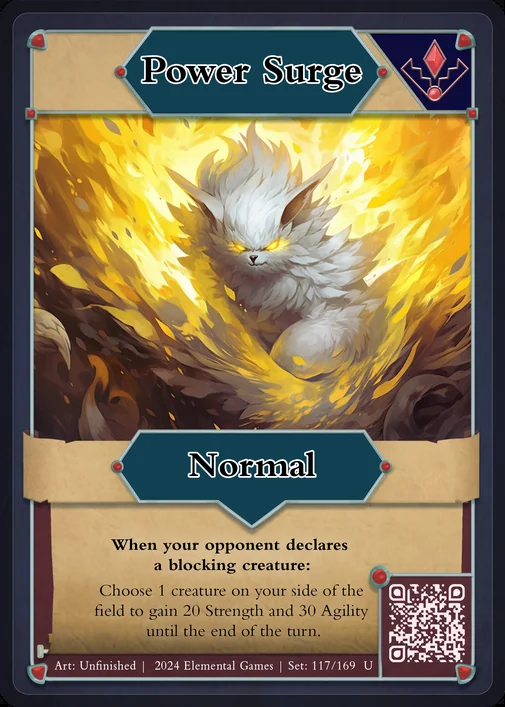 Power Surge
Normal
When your opponent declares
a blocking creature:
Choose 1 creature on your side of the
field to gain 20 Strength and 30 Agility
until the end of the turn.
Art: Unfinished | 2024 Elemental Games | Set: 117/169 U